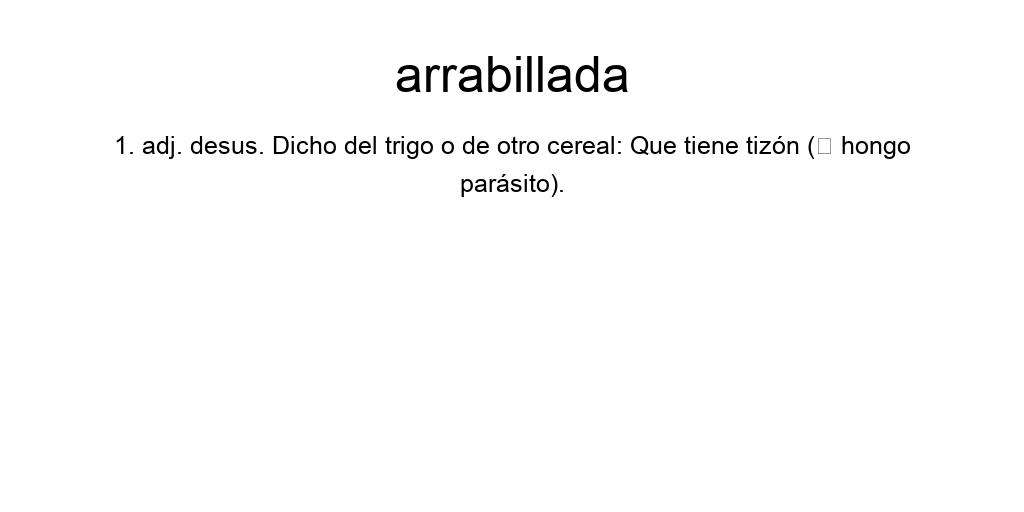 arrabillada
1. adj. desus. Dicho del trigo o de otro cereal: Que tiene tizón (□ hongo
parásito).